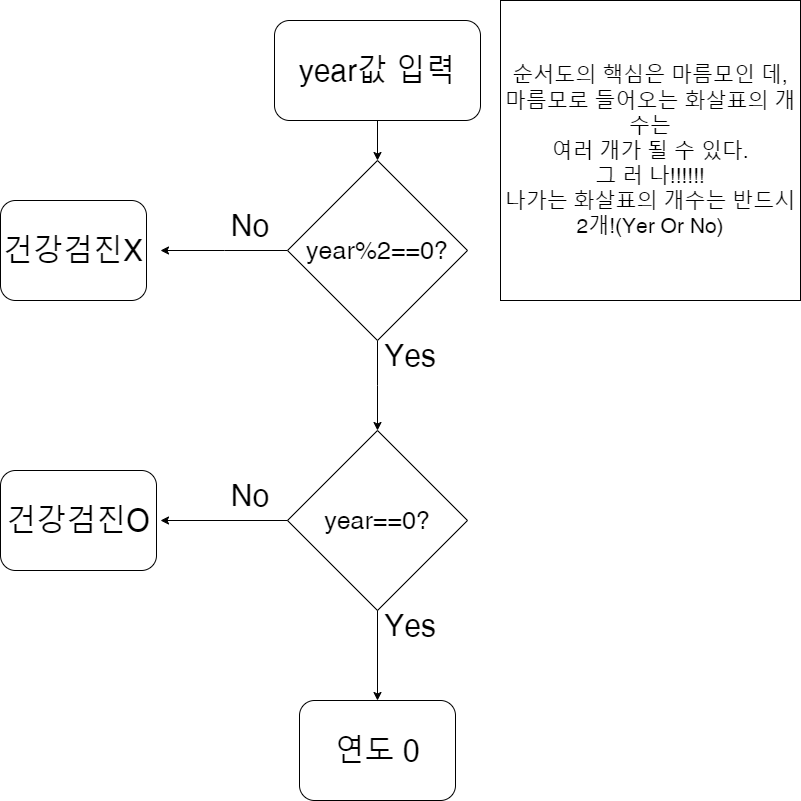 year값 입력
순서도의 핵심은 마름모인 데,
마름모로 들어오는 화살표의 개
수는
여러 개가 될 수 있다.
그 러 나!!!!!!
나가는 화살표의 개수는 반드시
2개!(Yer Or No)
No
건강검진X
year%2==0?
Yes
No
건강검진O
year==0?
Yes
연도 0